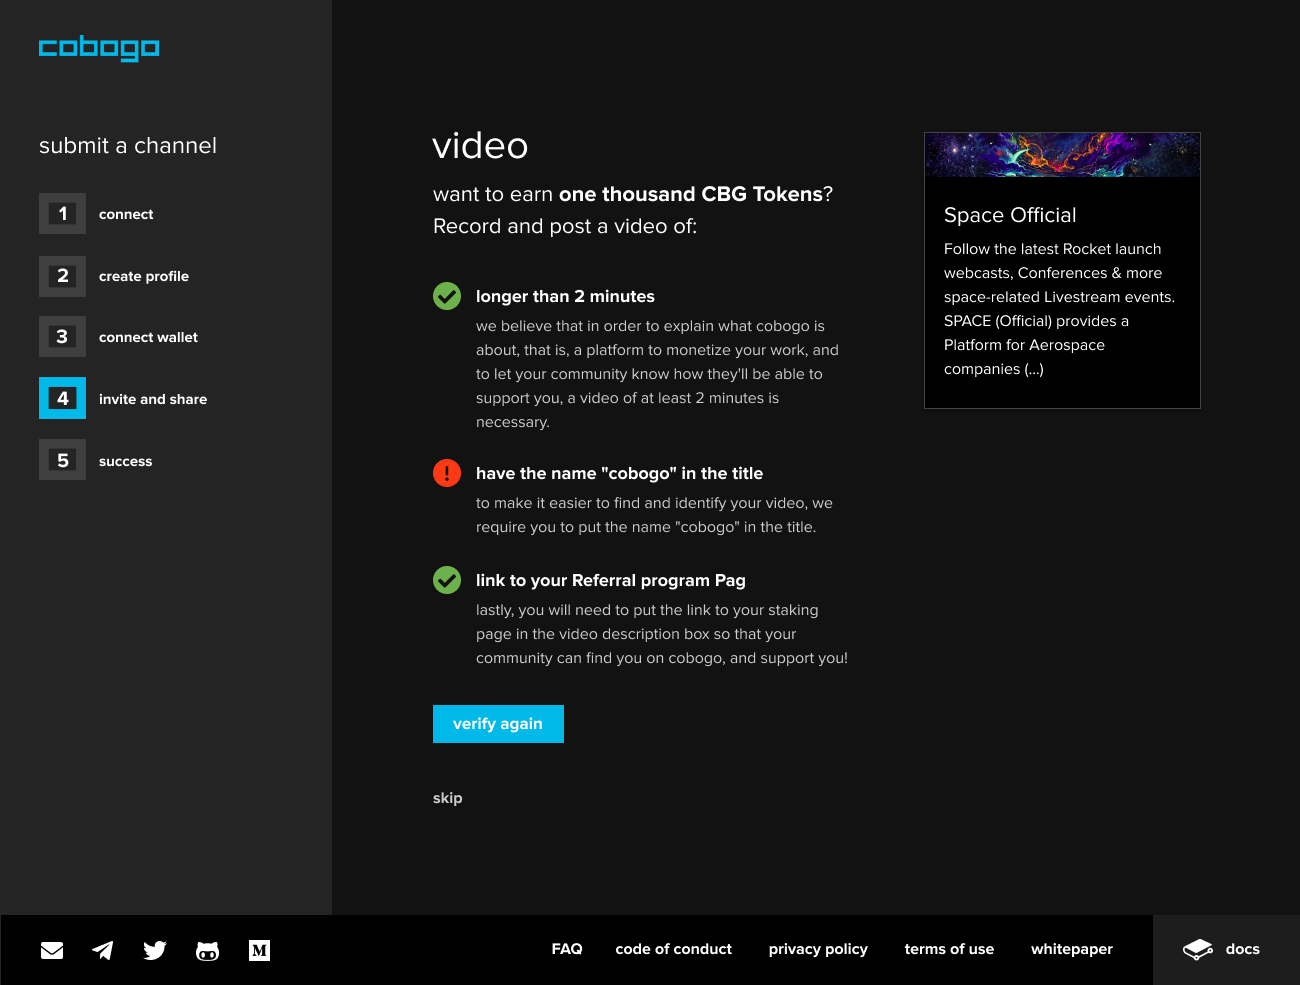 cobogo
submit a channel
1 connect
2 create profile
3 connect wallet
4 invite and share
5 success
video
want to earn one thousand CBG Tokens?
Record and post a video of:
longer than 2 minutes
we believe that in order to explain what cobogo is
about, that is, a platform to monetize your work, and
to let your community know how they'll be able to
support you, a video of at least 2 minutes is
necessary.
have the name "cobogo" in the title
to make it easier to find and identify your video, we
require you to put the name "cobogo" in the title.
link to your Referral program Pag
lastly, you will need to put the link to your staking
page in the video description box so that your
community can find you on cobogo, and support you!
verify again
skip
Space Official
Follow the latest Rocket launch
webcasts, Conferences & more
space-related Livestream events.
SPACE (Official) provides a
Platform for Aerospace
companies (...)
M
FAQ code of conduct privacy policy terms of use whitepaper docs